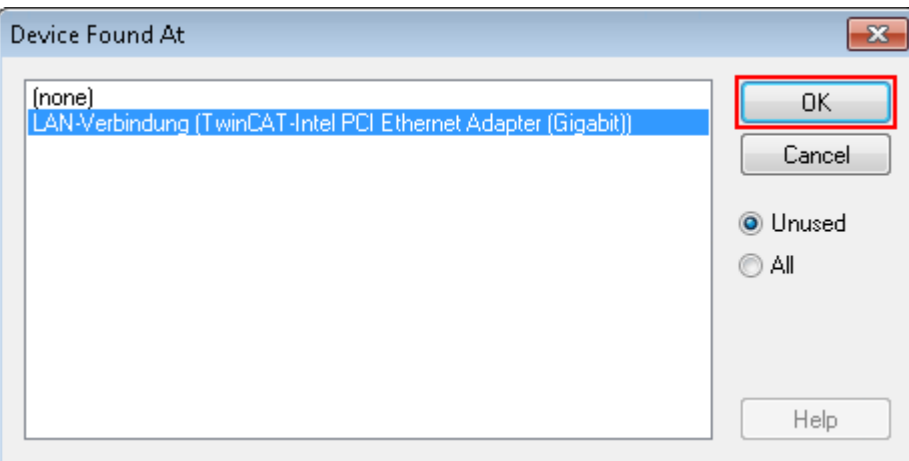 Device Found At
(none)
LAN-Verbindung (TwinCAT-Intel PCI Ethernet Adapter (Gigabit))
OK
Cancel
Unused
All
Help